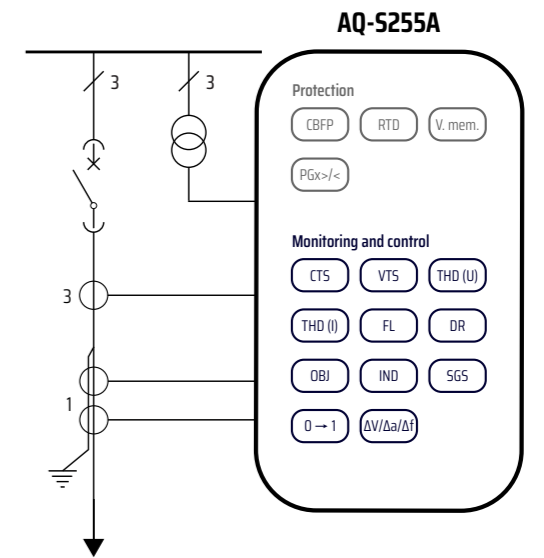 AQ-S255A
3
3
Protection
CBFP RTD V. mem.
PGx>/<
Monitoring and control
CTS VTS THD (U)
3
THD (I) FL DR
OBJ IND SGS
1
0 → 1 ΔV/Δa/Δf